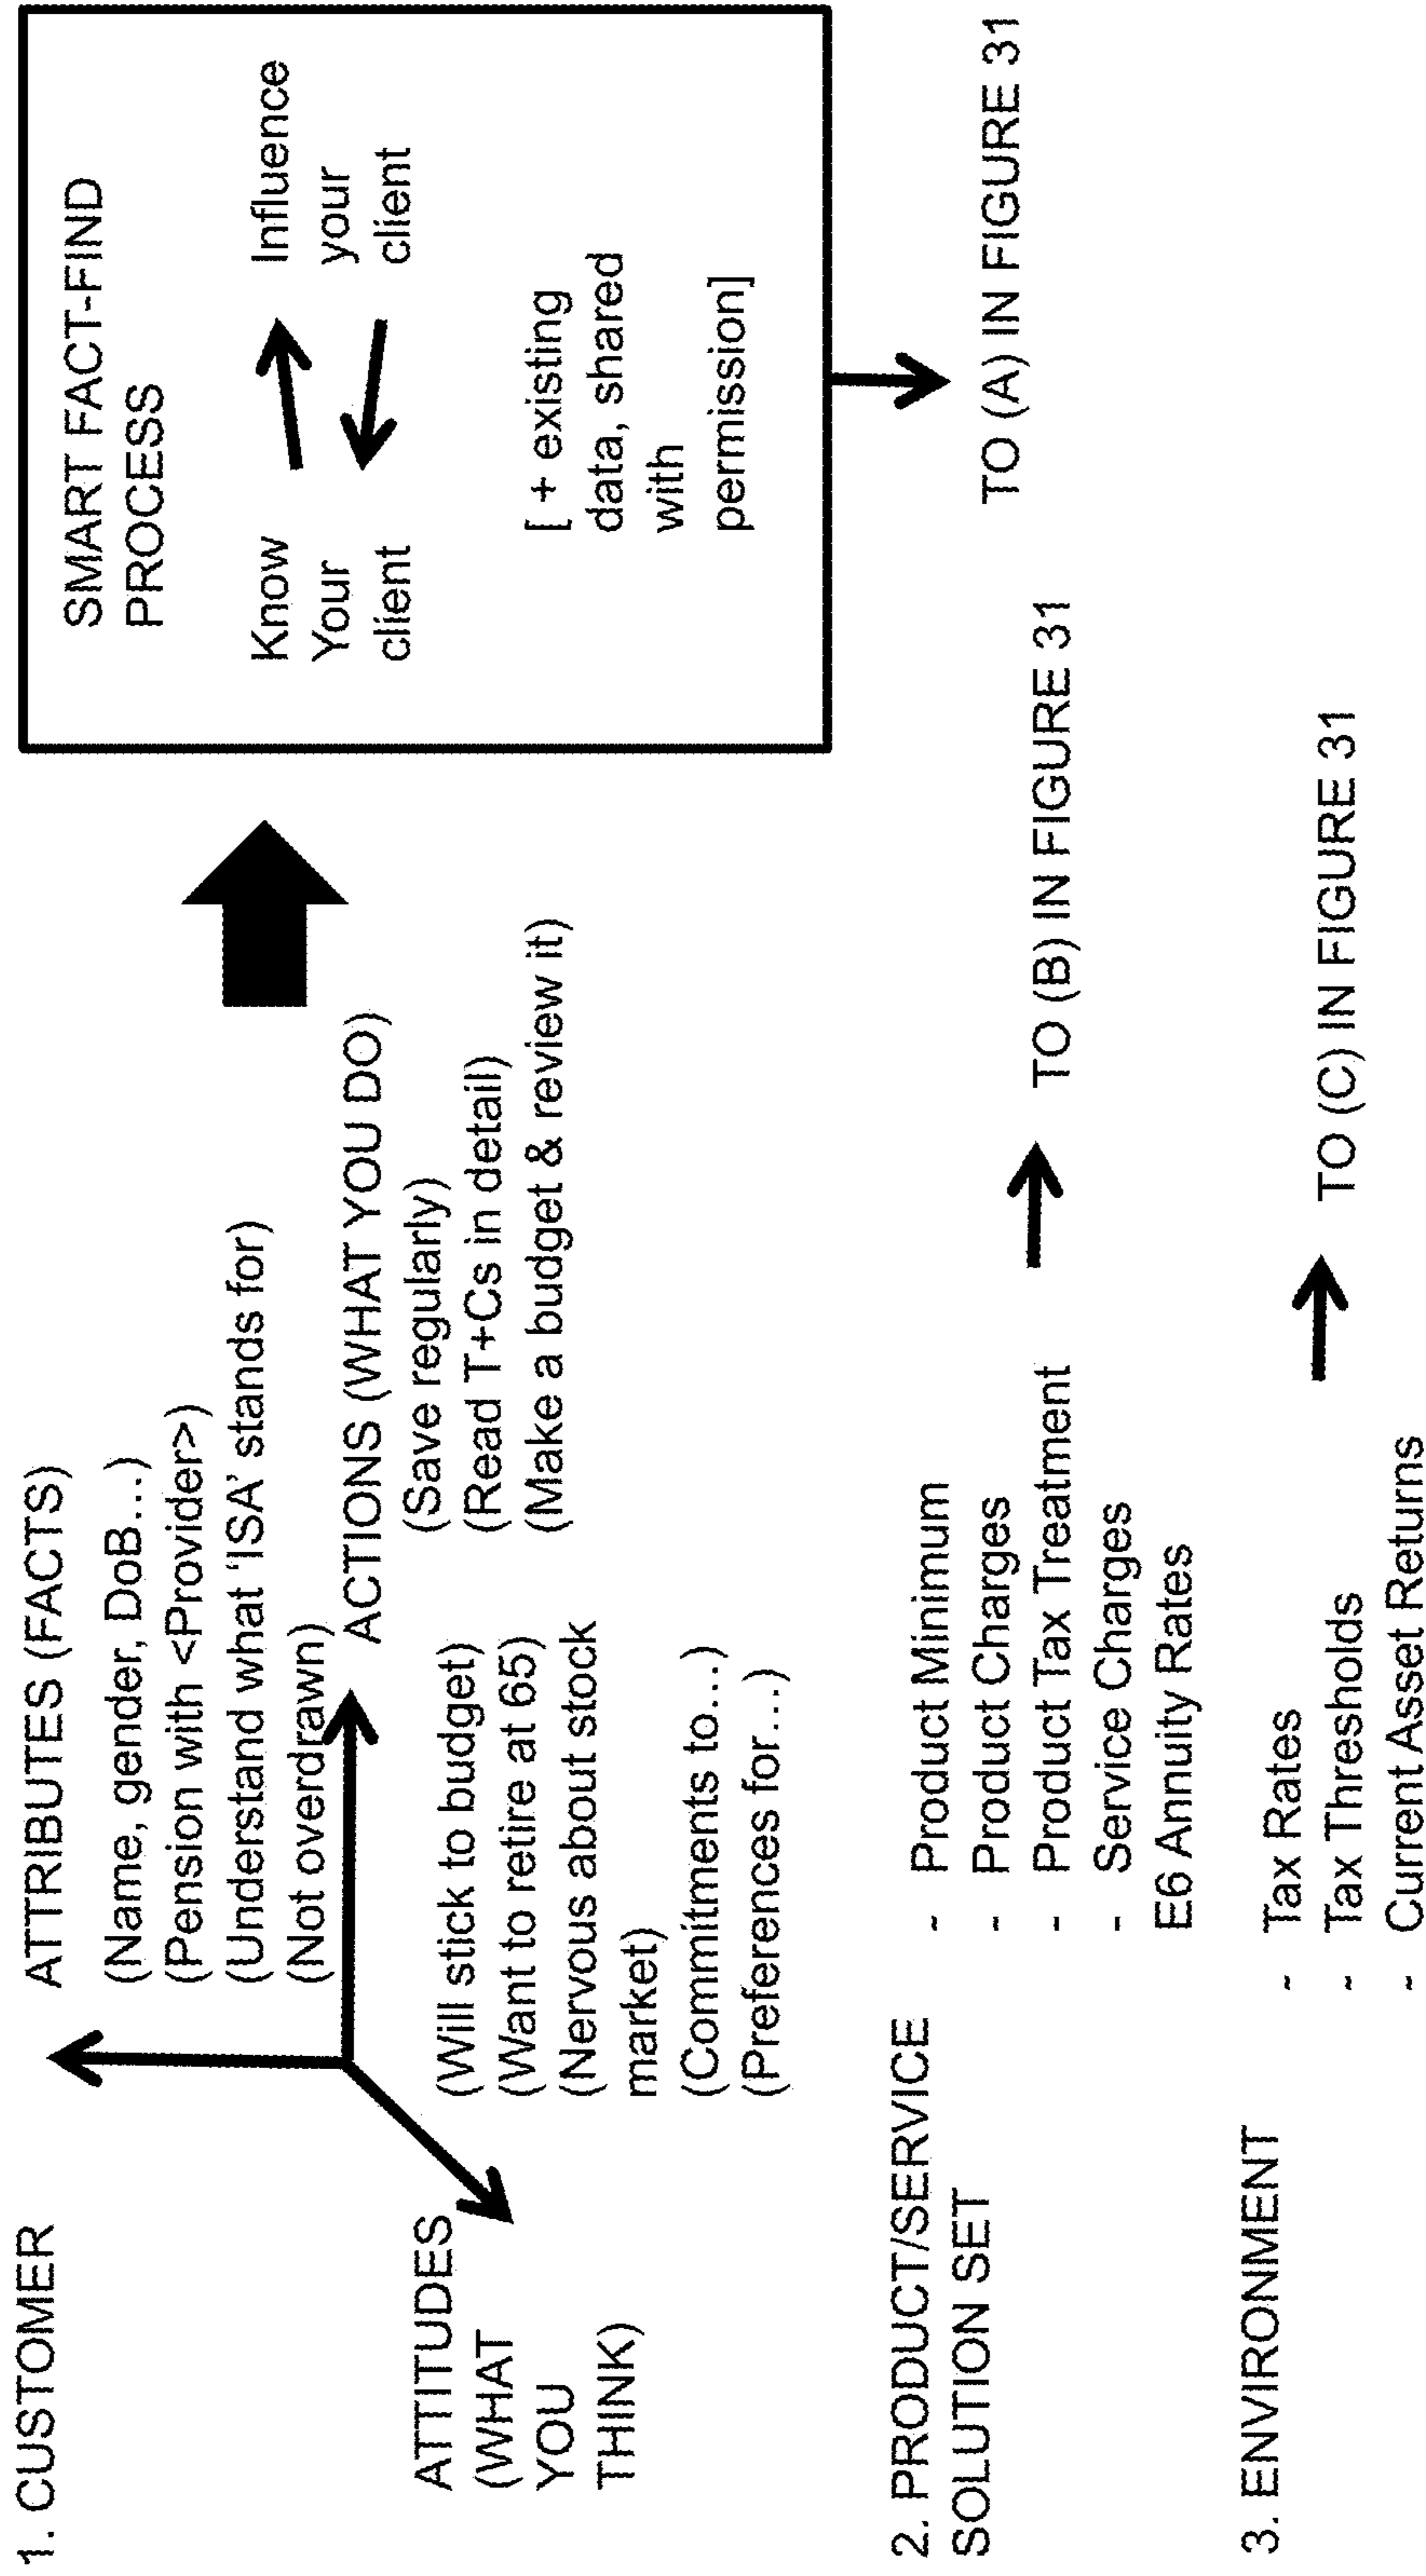 1. CUSTOMER
ATTRIBUTES (FACTS)
(Name, gender, DoB…)
(Pension with <Provider>)
(Understand what 'ISA' stands for)
(Not overdrawn)
ACTIONS (WHAT YOU DO)
(Save regularly)
(Read T+Cs in detail)
(Make a budget & review it)
ATTITUDES
(WHAT
YOU
THINK)
(Will stick to budget)
(Want to retire at 65)
(Nervous about stock
market)
(Commitments to…)
(Preferences for…)
SMART FACT-FIND
PROCESS
Know
Your
client
Influence
your
client
[ + existing
data, shared
with
permission]
TO (A) IN FIGURE 31
2. PRODUCT/SERVICE
SOLUTION SET
- Product Minimum
- Product Charges
- Product Tax Treatment
- Service Charges
E6 Annuity Rates
TO (B) IN FIGURE 31
3. ENVIRONMENT
- Tax Rates
- Tax Thresholds
- Current Asset Returns
TO (C) IN FIGURE 31